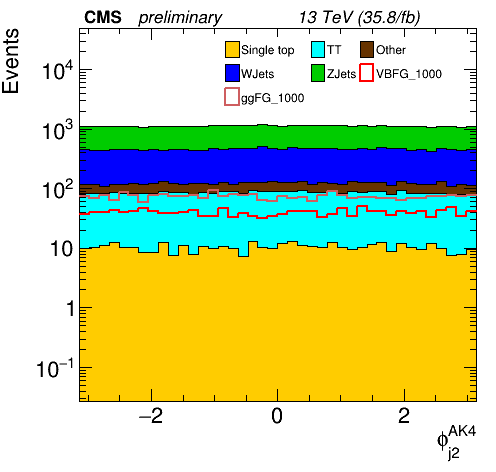 CMS preliminary 13 TeV (35.8/fb)
Events
Single top TT Other
WJets ZJets VBFG_1000
ggFG_1000
10^4
10^3
10^2
10
1
10^−1
−2 0 2
ϕ_j2^AK4